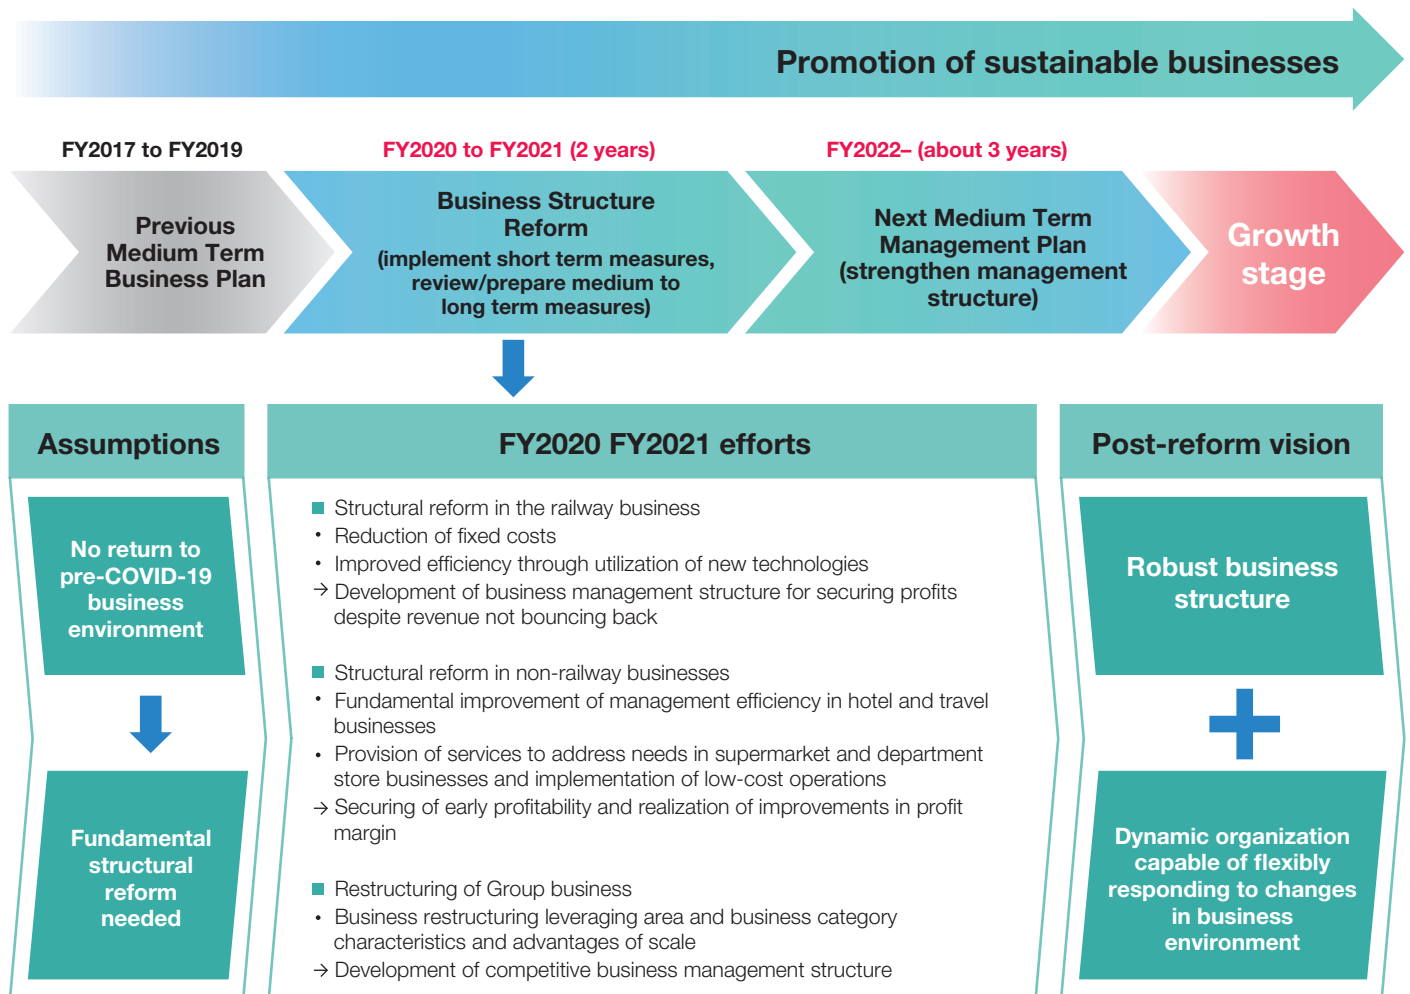 Promotion of sustainable businesses
FY2017 to FY2019
FY2020 to FY2021 (2 years)
FY2022– (about 3 years)
Previous
Medium Term
Business Plan
Business Structure
Reform
(implement short term measures,
review/prepare medium to
long term measures)
Next Medium Term
Management Plan
(strengthen management
structure)
Growth
stage
Assumptions
No return to
pre-COVID-19
business
environment
Fundamental
structural
reform
needed
FY2020 FY2021 efforts
■ Structural reform in the railway business
・ Reduction of fixed costs
・ Improved efficiency through utilization of new technologies
→ Development of business management structure for securing profits
despite revenue not bouncing back
■ Structural reform in non-railway businesses
・ Fundamental improvement of management efficiency in hotel and travel
businesses
・ Provision of services to address needs in supermarket and department
store businesses and implementation of low-cost operations
→ Securing of early profitability and realization of improvements in profit
margin
■ Restructuring of Group business
・ Business restructuring leveraging area and business category
characteristics and advantages of scale
→ Development of competitive business management structure
Post-reform vision
Robust business
structure
Dynamic organization
capable of flexibly
responding to changes
in business
environment